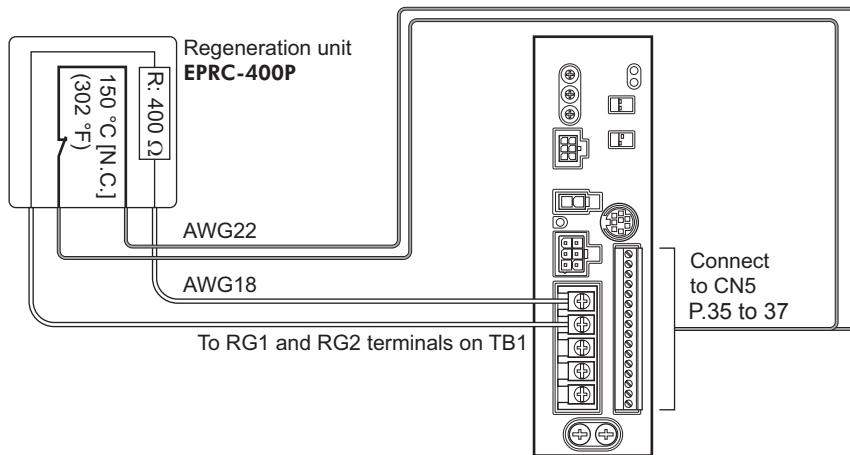 Regeneration unit
EPRC-400P
R: 400 Ω
150 °C [N.C.]
(302 °F)
AWG22
AWG18
To RG1 and RG2 terminals on TB1
Connect
to CN5
P.35 to 37